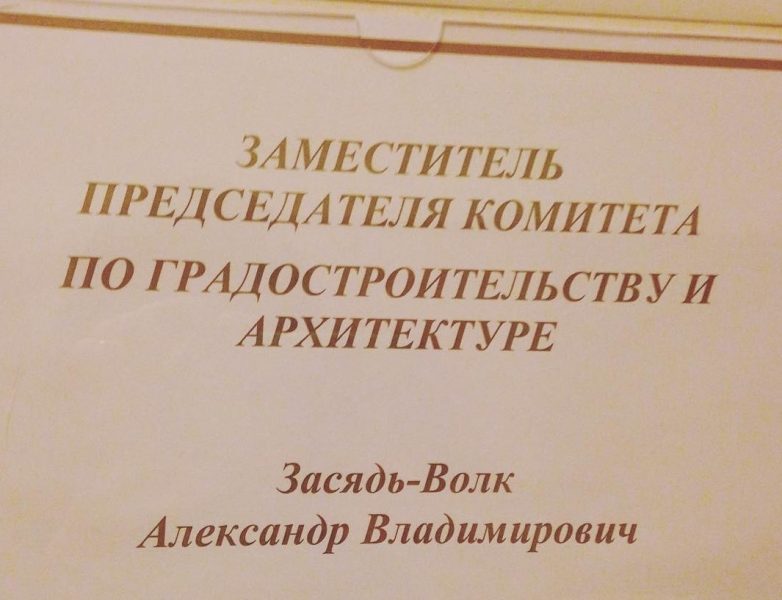 ЗАМЕСТИТЕЛЬ
ПРЕДСЕДАТЕЛЯ КОМИТЕТА
ПО ГРАДОСТРОИТЕЛЬСТВУ И
АРХИТЕКТУРЕ
Засядь-Волк
Александр Владимирович